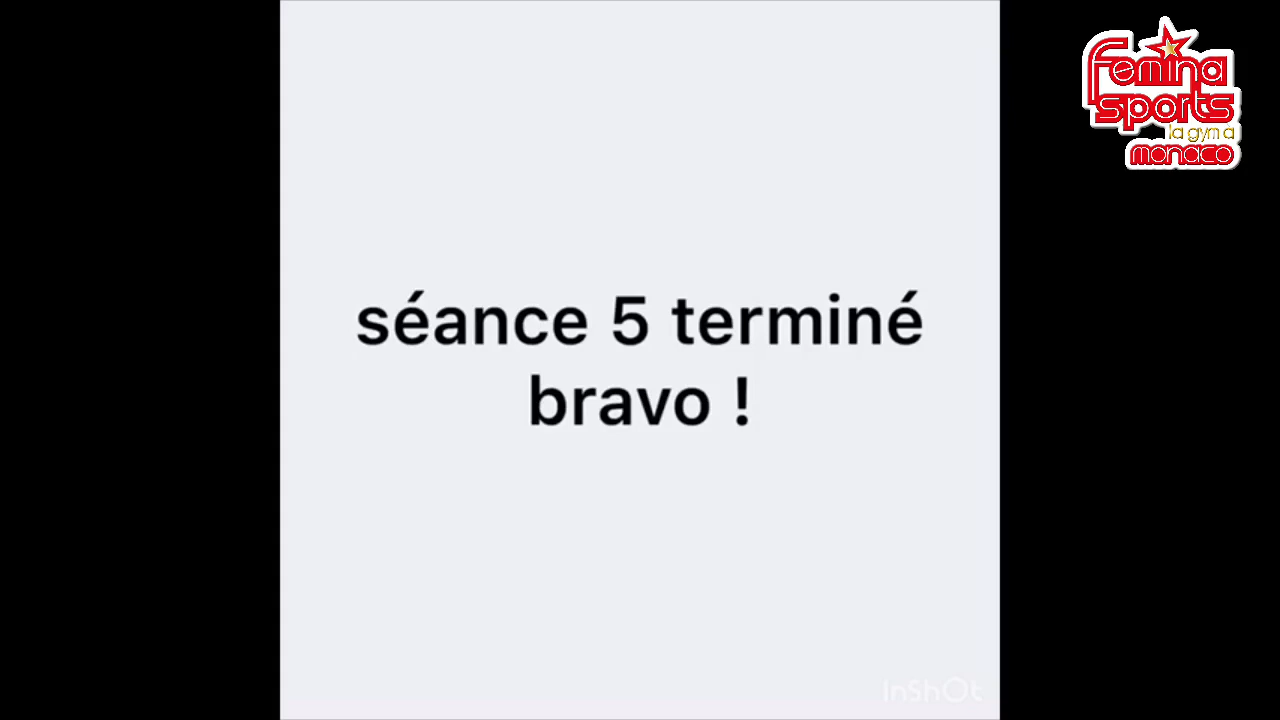 femina
sports
la gym a
monaco
séance 5 terminé
bravo !
InShOt